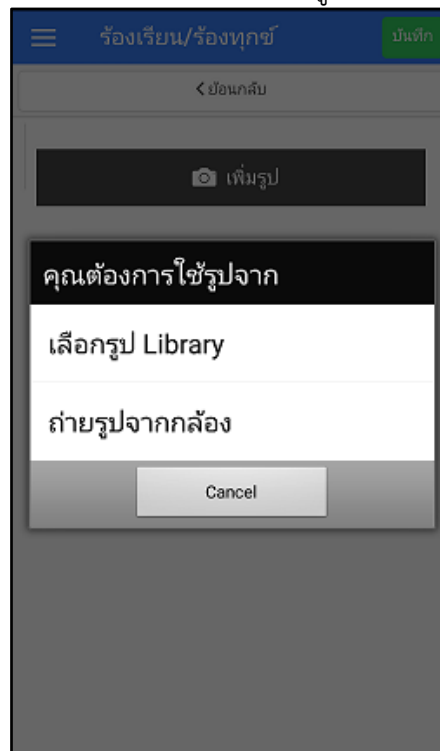 ร้องเรียน/ร้องทุกข์ บันทึก
ย้อนกลับ
เพิ่มรูป
คุณต้องการใช้รูปจาก
เลือกรูป Library
ถ่ายรูปจากกล้อง
Cancel